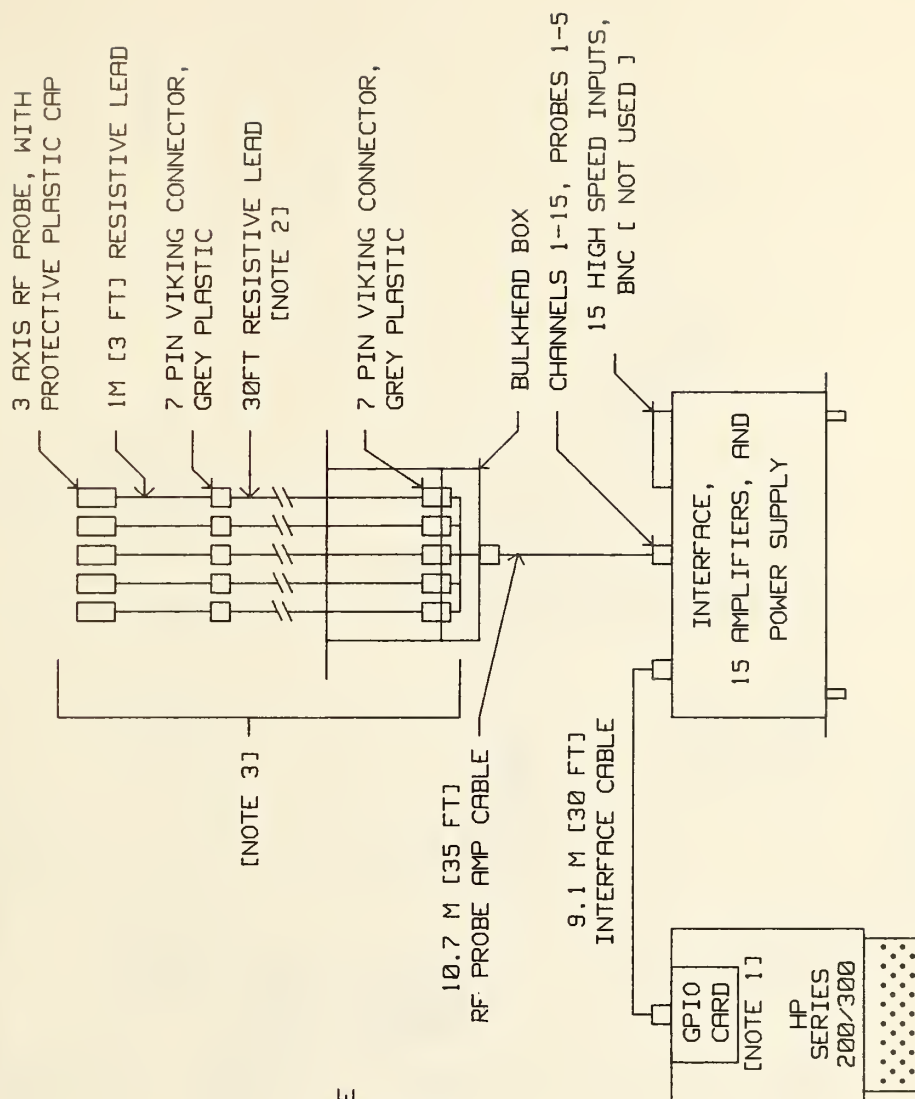 3 AXIS RF PROBE, WITH
PROTECTIVE PLASTIC CAP
1M [3 FT] RESISTIVE LEAD
7 PIN VIKING CONNECTOR,
GREY PLASTIC
30FT RESISTIVE LEAD
[NOTE 2]
7 PIN VIKING CONNECTOR,
GREY PLASTIC
BULKHEAD BOX
CHANNELS 1-15, PROBES 1-5
15 HIGH SPEED INPUTS,
BNC [ NOT USED ]
[NOTE 3]
10.7 M [35 FT]
RF PROBE AMP CABLE
9.1 M [30 FT]
INTERFACE CABLE
INTERFACE,
15 AMPLIFIERS, AND
POWER SUPPLY
GPIO
CARD
[NOTE 1]
HP
SERIES
200/300